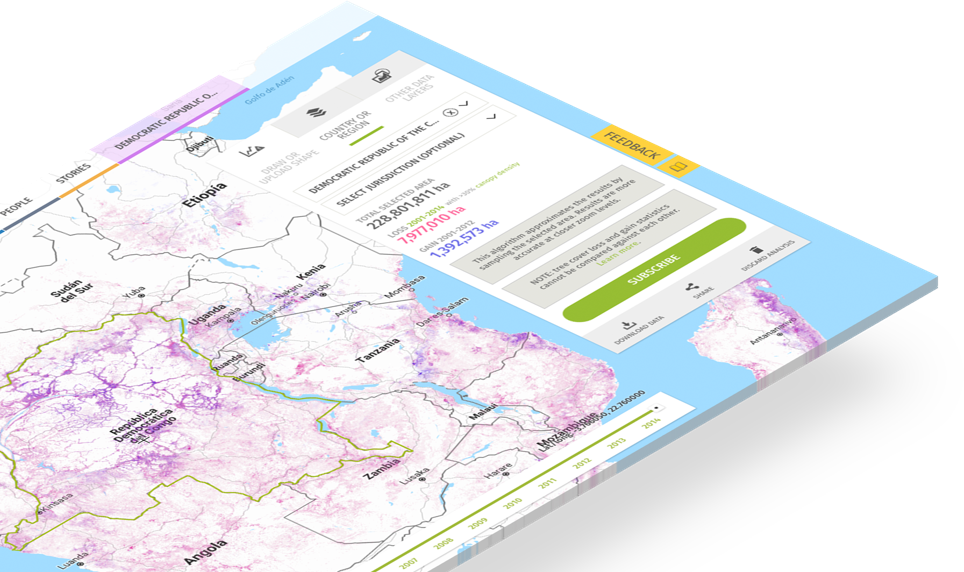 Golfo de Adén
DEMOCRATIC REPUBLIC O...
STORIES
PEOPLE
OTHER DATA
LAYERS
COUNTRY OR
REGION
DRAW OR
UPLOAD SHAPE
DEMOCRATIC REPUBLIC OF THE C...
SELECT JURISDICTION (OPTIONAL)
TOTAL SELECTED AREA
228,801,811 ha
LOSS 2001-2014 with >30% canopy density
7,977,010 ha
GAIN 2001-2012
1,392,573 ha
This algorithm approximates the results by
sampling the selected area. Results are more
accurate at closer zoom levels.
NOTE: tree cover loss and gain statistics
cannot be compared against each other.
Learn more.
SUBSCRIBE
DOWNLOAD DATA
SHARE
DISCARD ANALYSIS
FEEDBACK
Djibuti
Etiopía
Sudán
del Sur
Yuba
Kenia
Nakuru
Nairobi
Uganda
Kampala
Arusha
Mombasa
Dar es-Salam
Ruanda
Burundi
Tanzania
República
Democrática
del Congo
Kinshasa
Luanda
Angola
Zambia
Lusaka
Harare
Malaui
Mozambique
Antananarivo
2007
2008
2009
2010
2011
2012
2013
2014